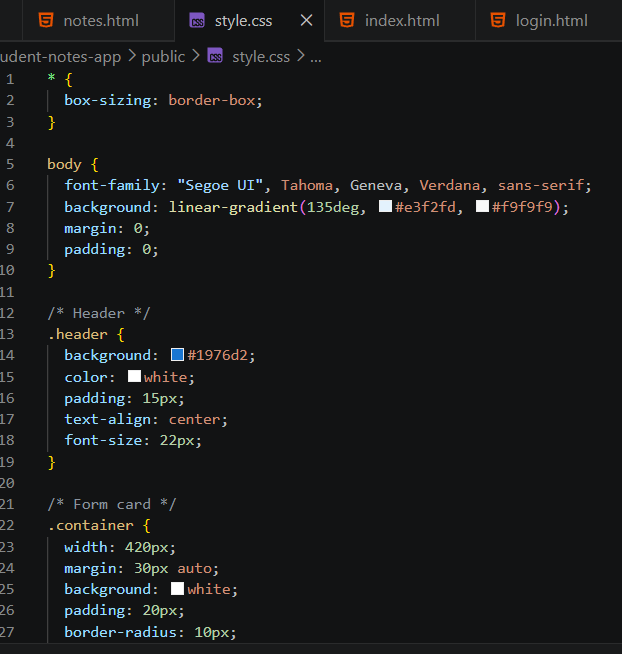 notes.html style.css index.html login.html
udent-notes-app > public > style.css > ...
1 * {
2 box-sizing: border-box;
3 }
4
5 body {
6 font-family: "Segoe UI", Tahoma, Geneva, Verdana, sans-serif;
7 background: linear-gradient(135deg, #e3f2fd, #f9f9f9);
8 margin: 0;
9 padding: 0;
10 }
11
12 /* Header */
13 .header {
14 background: #1976d2;
15 color: white;
16 padding: 15px;
17 text-align: center;
18 font-size: 22px;
19 }
20
21 /* Form card */
22 .container {
23 width: 420px;
24 margin: 30px auto;
25 background: white;
26 padding: 20px;
27 border-radius: 10px;